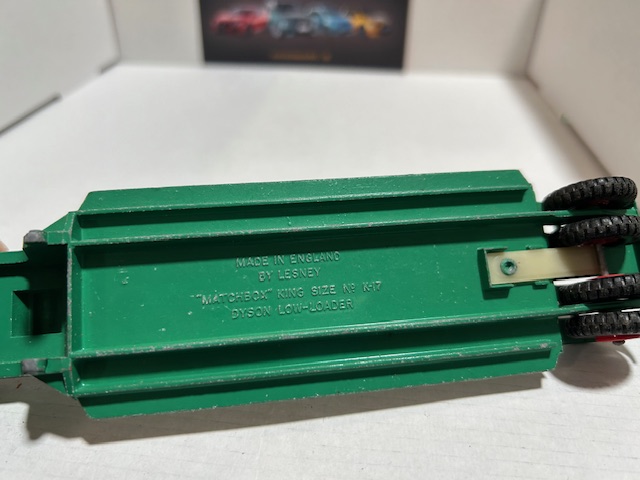 MADE IN ENGLAND
BY LESNEY
"MATCHBOX" KING SIZE Nº K-17
DYSON LOW-LOADER